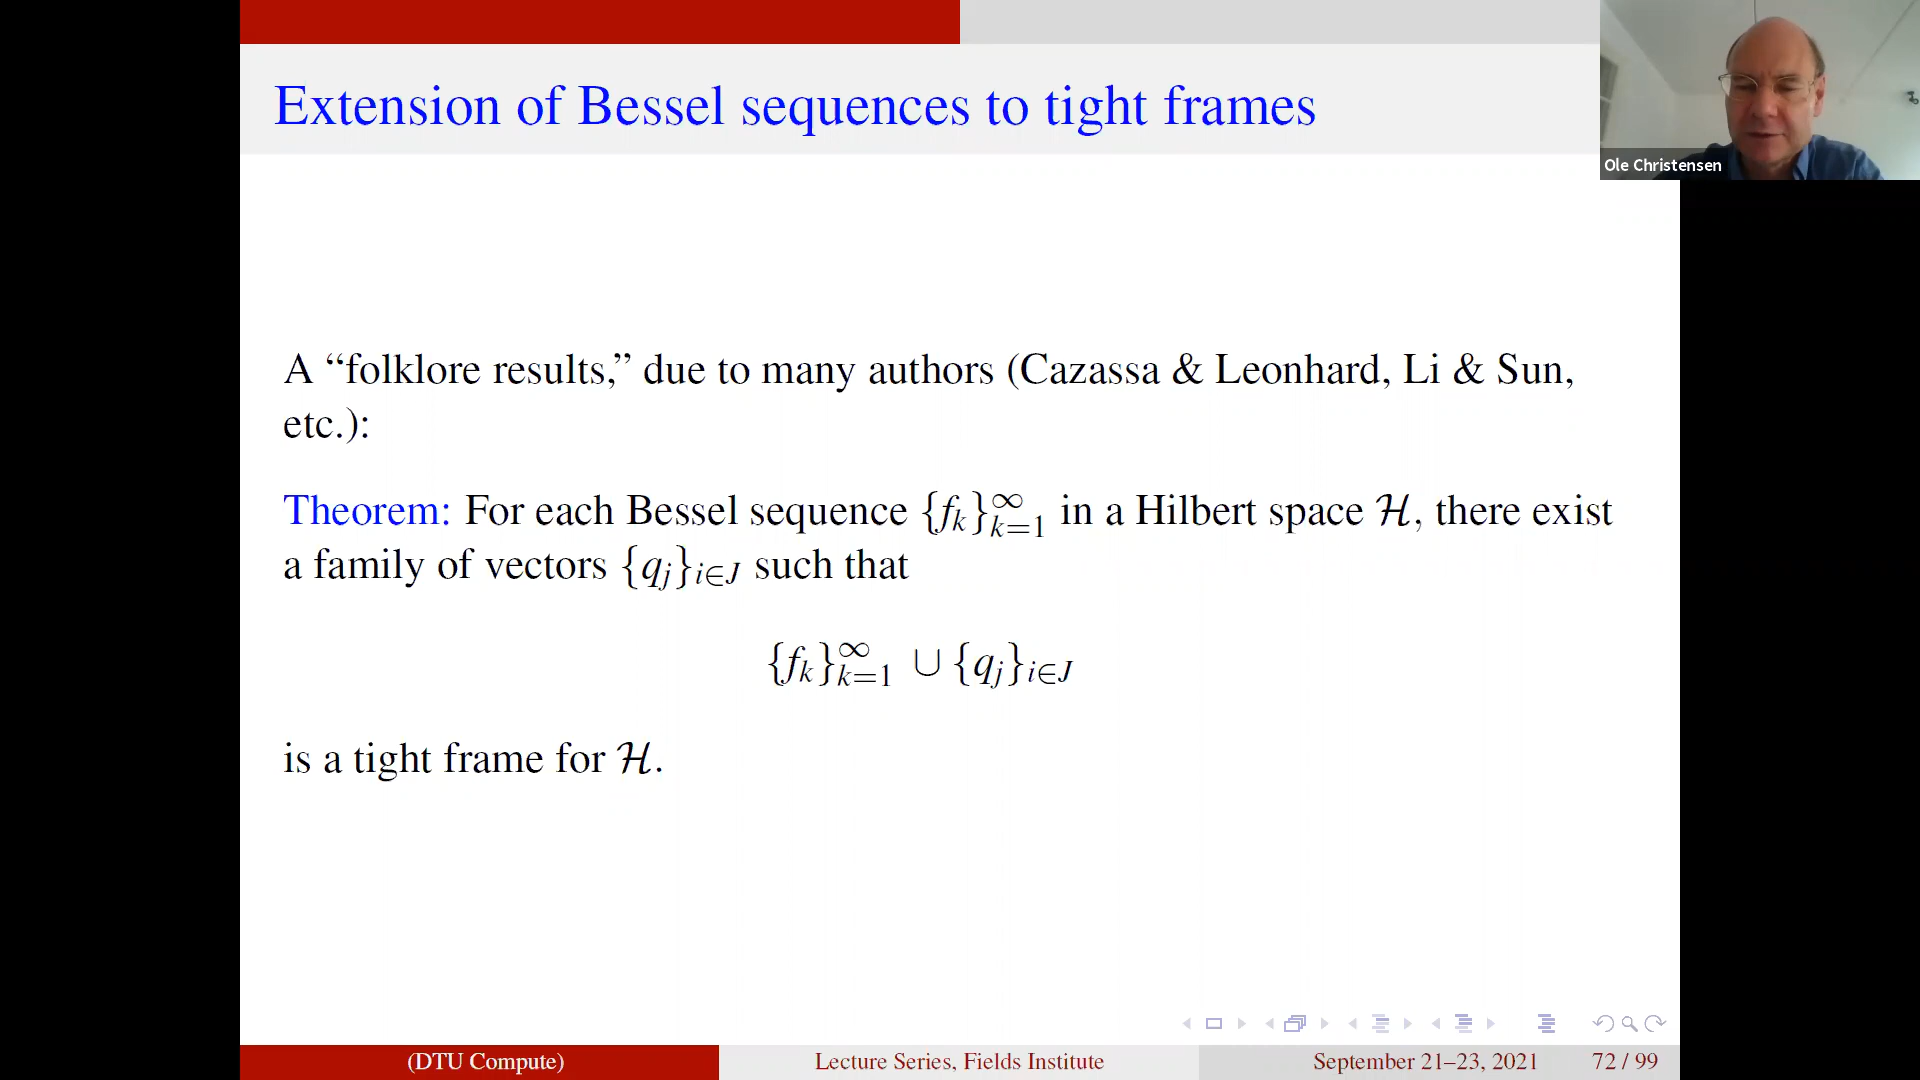 Extension of Bessel sequences to tight frames
Ole Christensen
A “folklore results,” due to many authors (Cazassa & Leonhard, Li & Sun,
etc.):
Theorem: For each Bessel sequence {f_k}_{k=1}^∞ in a Hilbert space ℋ, there exist
a family of vectors {q_j}_{i∈J} such that
{f_k}_{k=1}^∞ ∪ {q_j}_{i∈J}
is a tight frame for ℋ.
(DTU Compute) Lecture Series, Fields Institute September 21–23, 2021 72 / 99